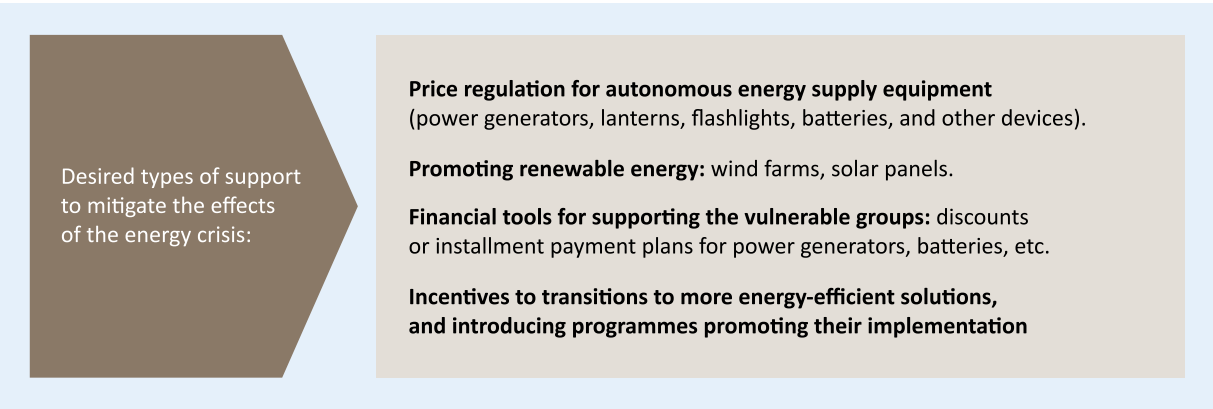 Desired types of support
to mitigate the effects
of the energy crisis:
Price regulation for autonomous energy supply equipment
(power generators, lanterns, flashlights, batteries, and other devices).
Promoting renewable energy: wind farms, solar panels.
Financial tools for supporting the vulnerable groups: discounts
or installment payment plans for power generators, batteries, etc.
Incentives to transitions to more energy-efficient solutions,
and introducing programmes promoting their implementation